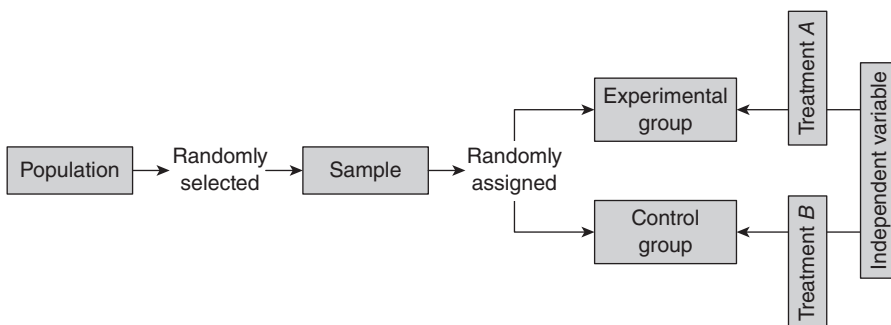 Population
Randomly
selected
Sample
Randomly
assigned
Experimental
group
Control
group
Treatment A
Treatment B
Independent variable